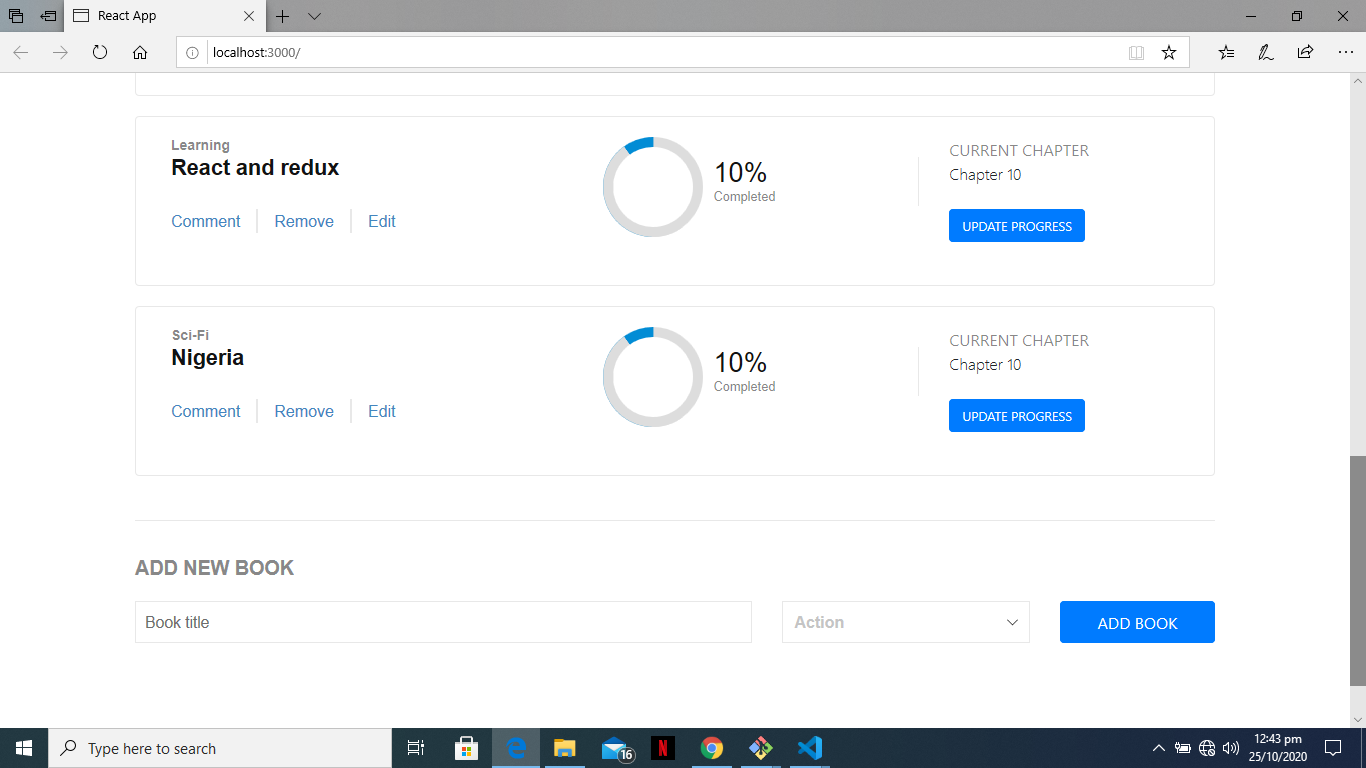 React App
localhost:3000/
Learning
React and redux
Comment Remove Edit
10%
Completed
CURRENT CHAPTER
Chapter 10
UPDATE PROGRESS
Sci-Fi
Nigeria
Comment Remove Edit
10%
Completed
CURRENT CHAPTER
Chapter 10
UPDATE PROGRESS
ADD NEW BOOK
Book title
Action
ADD BOOK
Type here to search
16
N
12:43 pm
25/10/2020